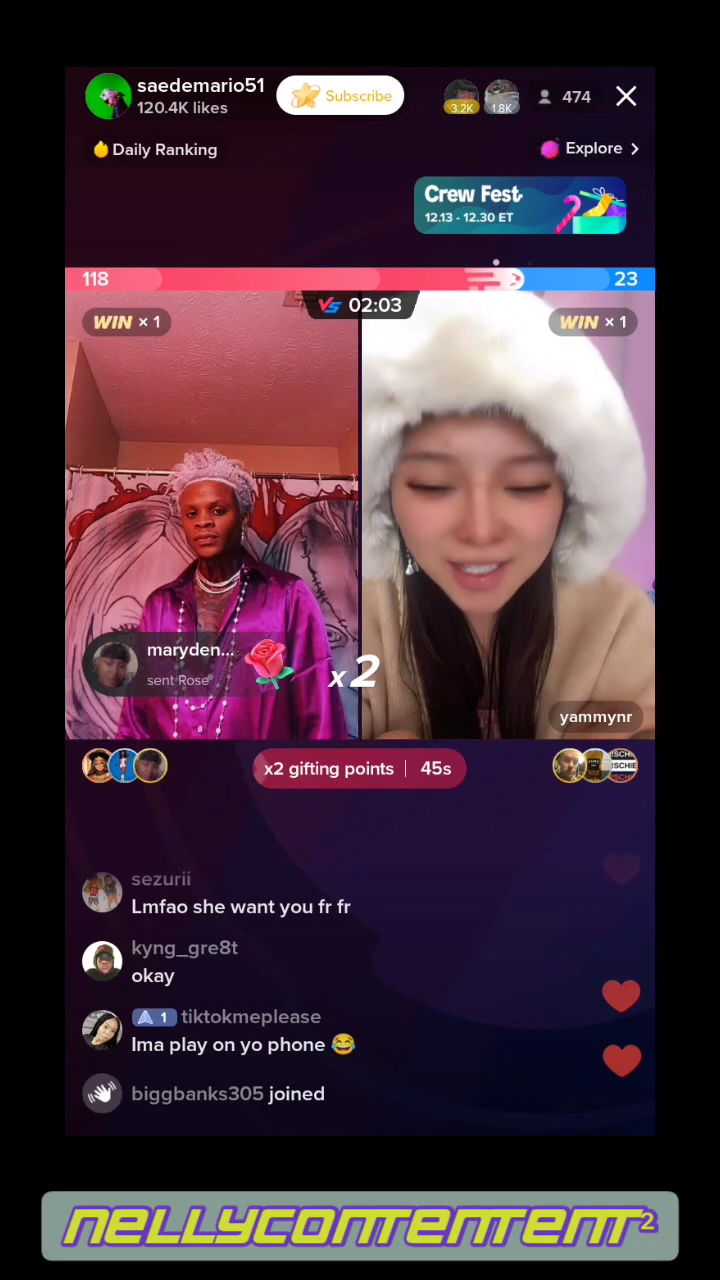 saedemario51
120.4K likes
Subscribe
3.2K
1.8K
474
Daily Ranking
Explore
Crew Fest
12.13 - 12.30 ET
118
23
VS 02:03
WIN × 1
WIN × 1
maryden...
sent Rose
x2
yammynr
x2 gifting points
45s
sezurii
Lmfao she want you fr fr
kyng_gre8t
okay
1 tiktokmeplease
Ima play on yo phone 😂
biggbanks305 joined
NELLYCONTENTENT²